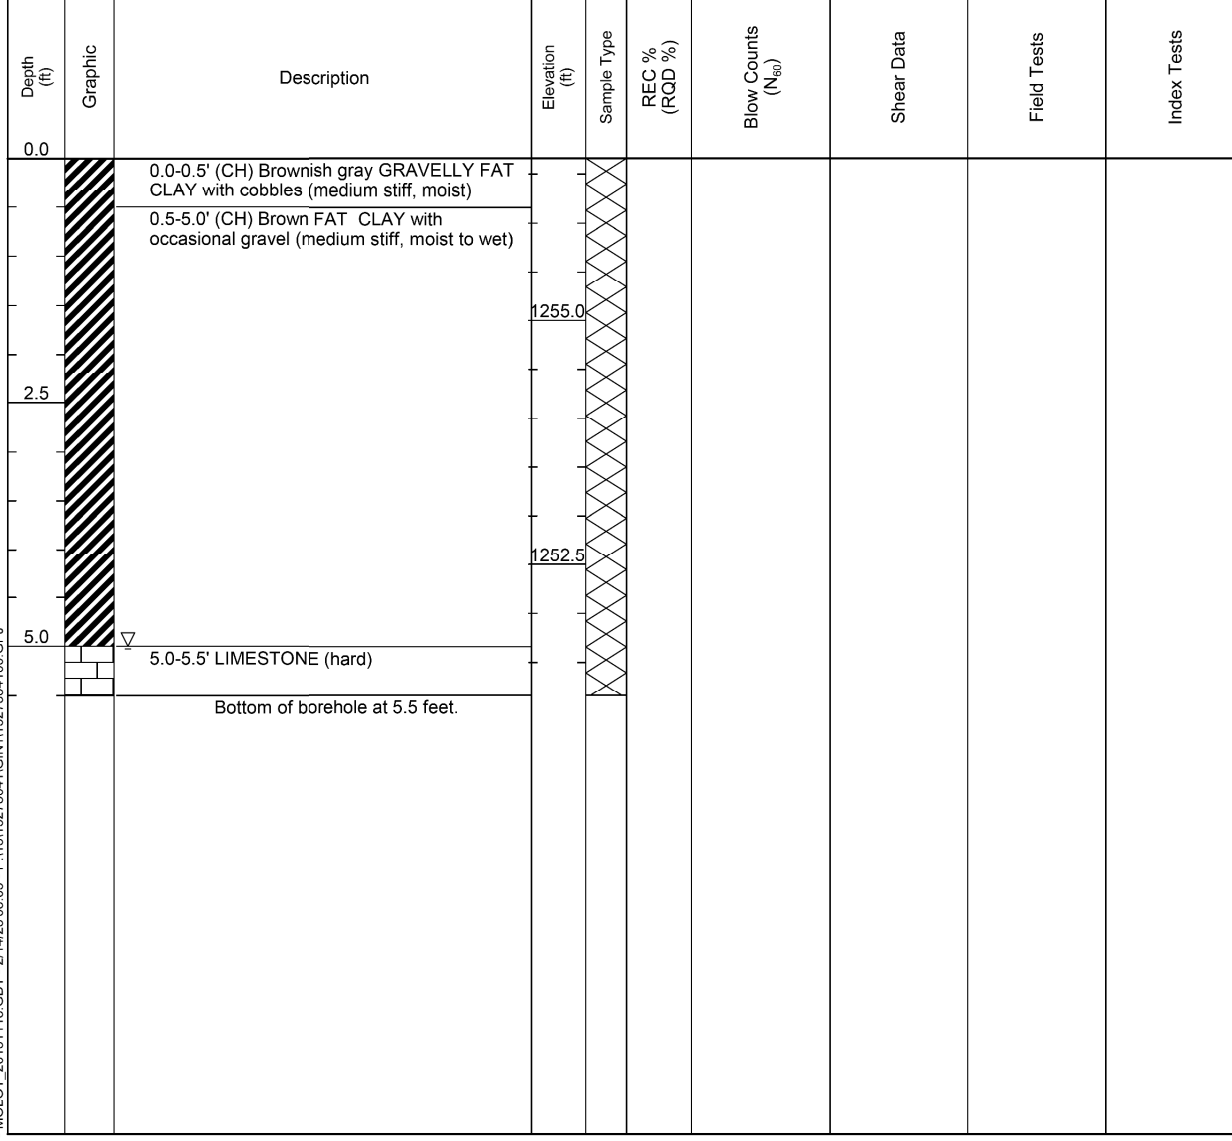 Depth
(ft)
Graphic
Description
Elevation
(ft)
Sample Type
REC %
(RQD %)
Blow Counts
(N60)
Shear Data
Field Tests
Index Tests
0.0
0.0-0.5' (CH) Brownish gray GRAVELLY FAT
CLAY with cobbles (medium stiff, moist)
0.5-5.0' (CH) Brown FAT CLAY with
occasional gravel (medium stiff, moist to wet)
1255.0
2.5
1252.5
5.0
5.0-5.5' LIMESTONE (hard)
Bottom of borehole at 5.5 feet.